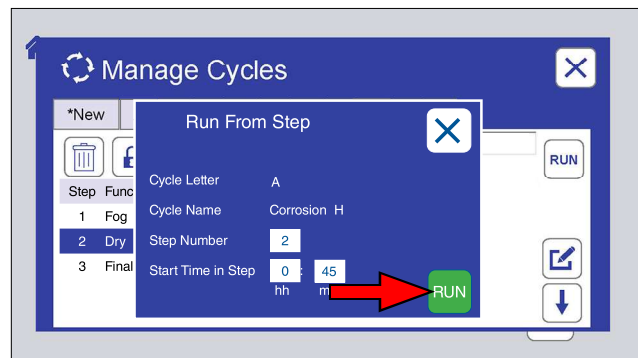 Manage Cycles
*New
Run From Step
RUN
Step Func
Cycle Letter A
1 Fog
Cycle Name Corrosion H
2 Dry
Step Number 2
3 Final
Start Time in Step 0 : 45
hh
RUN